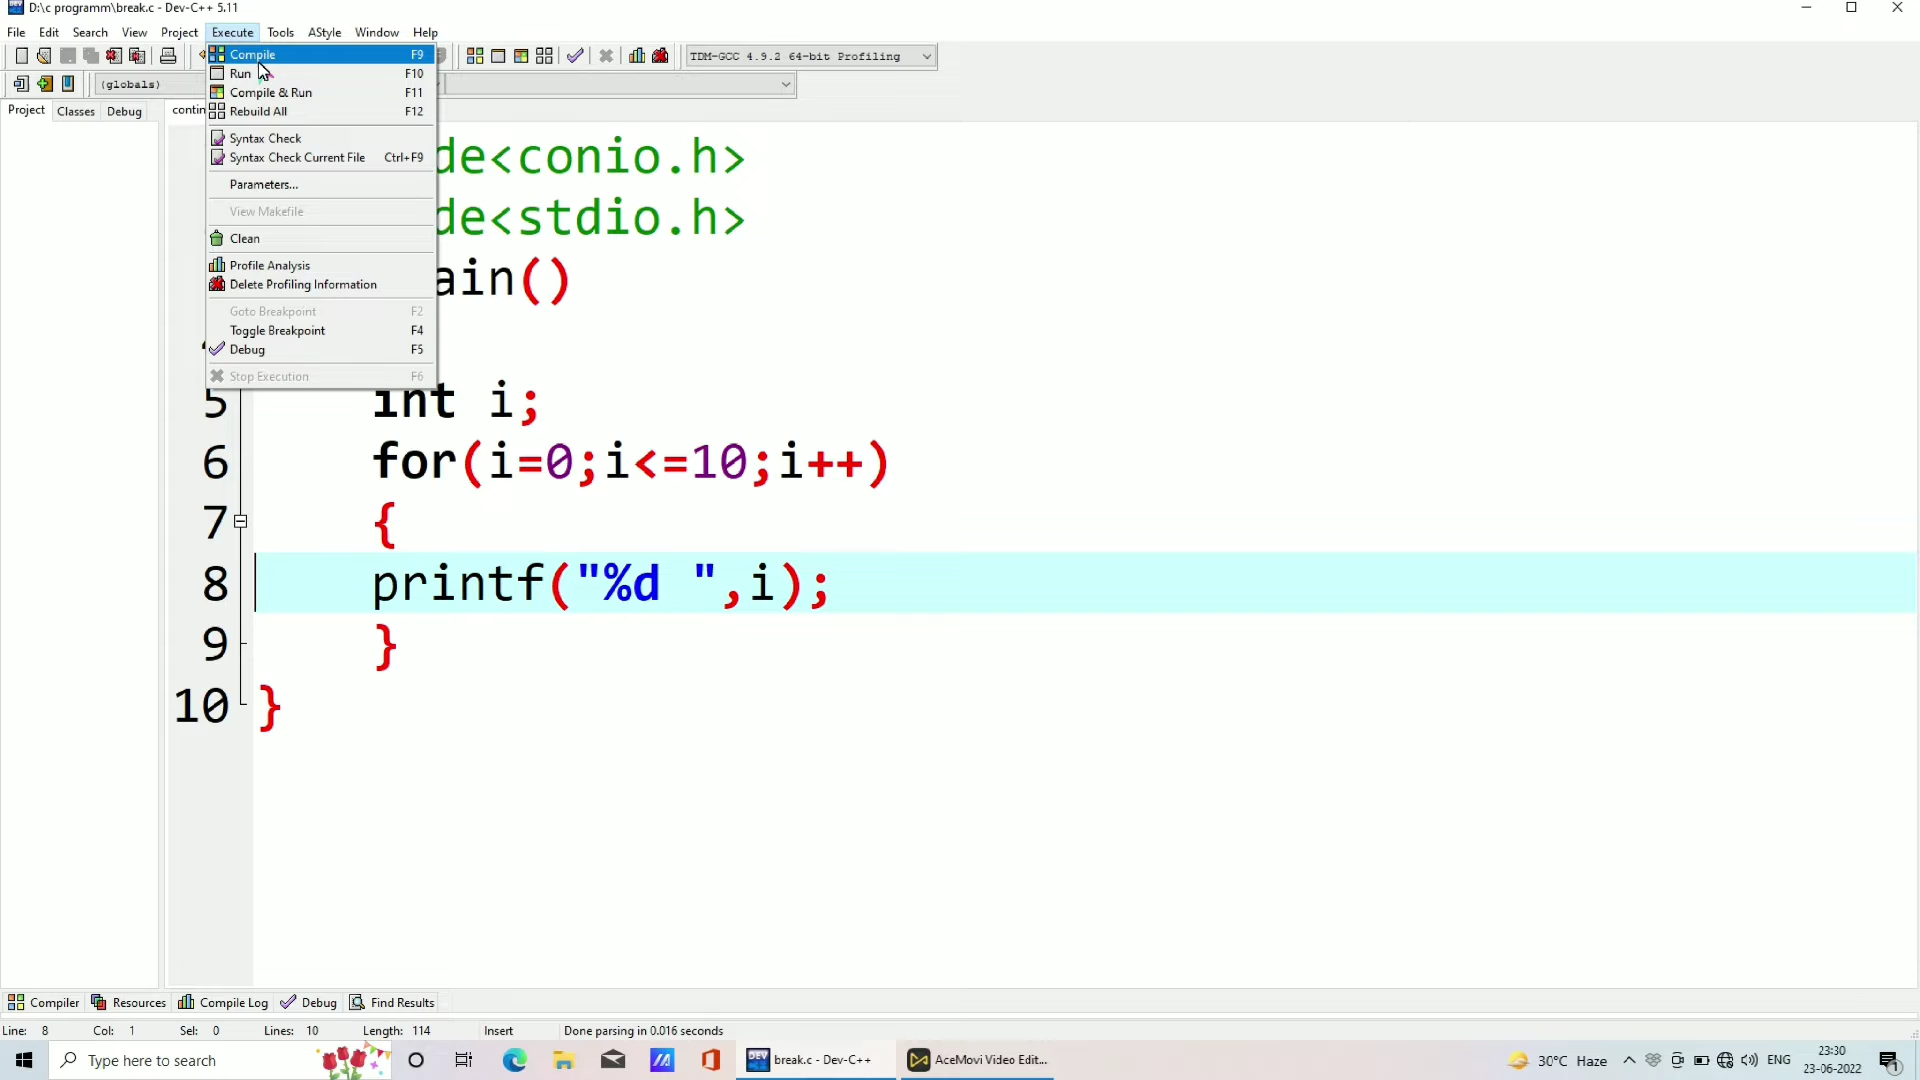 D:\c programm\break.c - Dev-C++ 5.11
File Edit Search View Project Execute Tools AStyle Window Help
TDM-GCC 4.9.2 64-bit Profiling
(globals)
Project Classes Debug
Compile F9
Run F10
Compile & Run F11
Rebuild All F12
Syntax Check
Syntax Check Current File Ctrl+F9
Parameters...
View Makefile
Clean
Profile Analysis
Delete Profiling Information
Goto Breakpoint F2
Toggle Breakpoint F4
Debug F5
Stop Execution F6
contin
de<conio.h>
de<stdio.h>
ain()
5 int i;
6 for(i=0;i<=10;i++)
7 {
8 printf("%d ",i);
9 }
10 }
Compiler Resources Compile Log Debug Find Results
Line: 8 Col: 1 Sel: 0 Lines: 10 Length: 114 Insert Done parsing in 0.016 seconds
Type here to search
DEV break.c - Dev-C++
AceMovi Video Edit...
30°C Haze ENG
23:30
23-06-2022
1